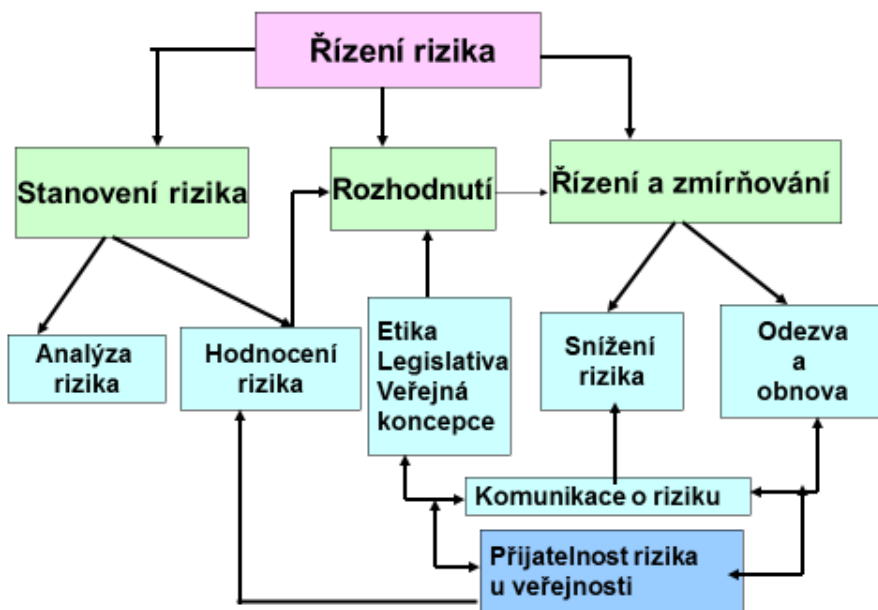 Řízení rizika
Stanovení rizika
Rozhodnutí
Řízení a zmírňování
Analýza
rizika
Hodnocení
rizika
Etika
Legislativa
Veřejná
koncepce
Snížení
rizika
Odezva
a
obnova
Komunikace o riziku
Přijatelnost rizika
u veřejnosti